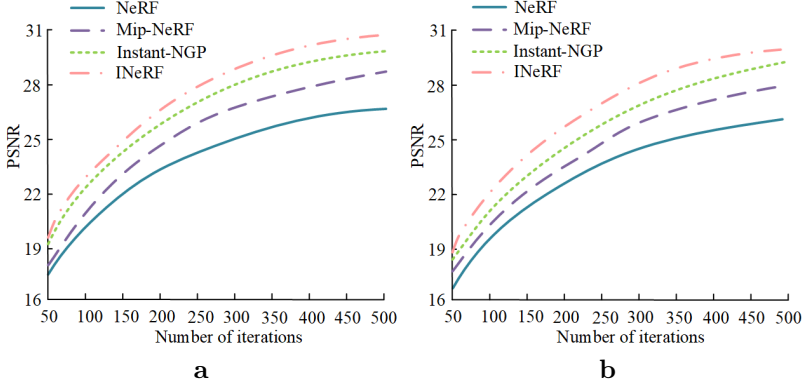 NeRF
Mip-NeRF
Instant-NGP
INeRF
PSNR
31
28
25
22
19
16
50 100 150 200 250 300 350 400 450 500
Number of iterations
a
NeRF
Mip-NeRF
Instant-NGP
INeRF
PSNR
31
28
25
22
19
16
50 100 150 200 250 300 350 400 450 500
Number of iterations
b